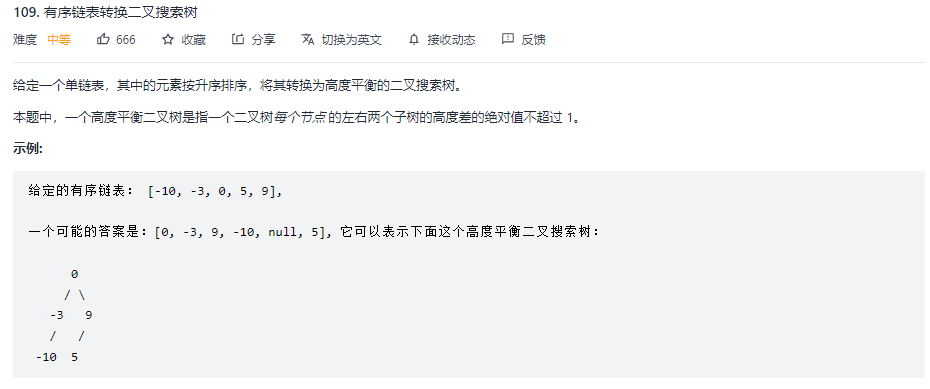 109. 有序链表转换二叉搜索树
难度 中等 666 收藏 分享 切换为英文 接收动态 反馈
给定一个单链表，其中的元素按升序排序，将其转换为高度平衡的二叉搜索树。
本题中，一个高度平衡二叉树是指一个二叉树每个节点的左右两个子树的高度差的绝对值不超过 1。
示例:
给定的有序链表： [-10, -3, 0, 5, 9],
一个可能的答案是：[0, -3, 9, -10, null, 5], 它可以表示下面这个高度平衡二叉搜索树：
0
/ \
-3 9
/ /
-10 5